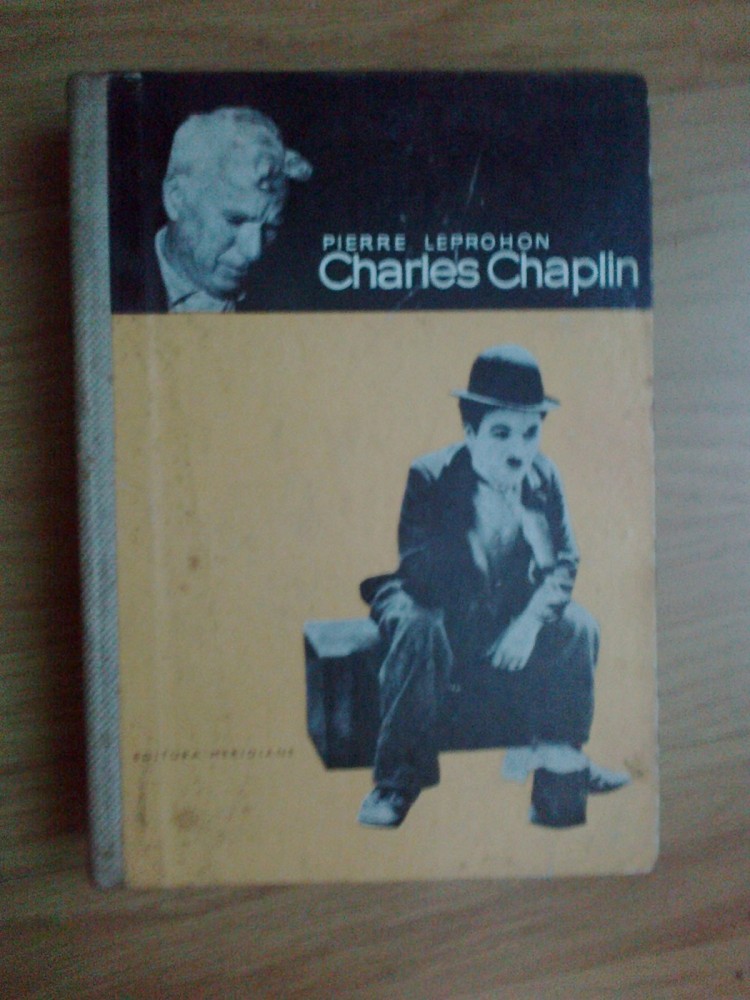 PIERRE LEPROHON
Charles Chaplin
EDITURA MERIDIANE